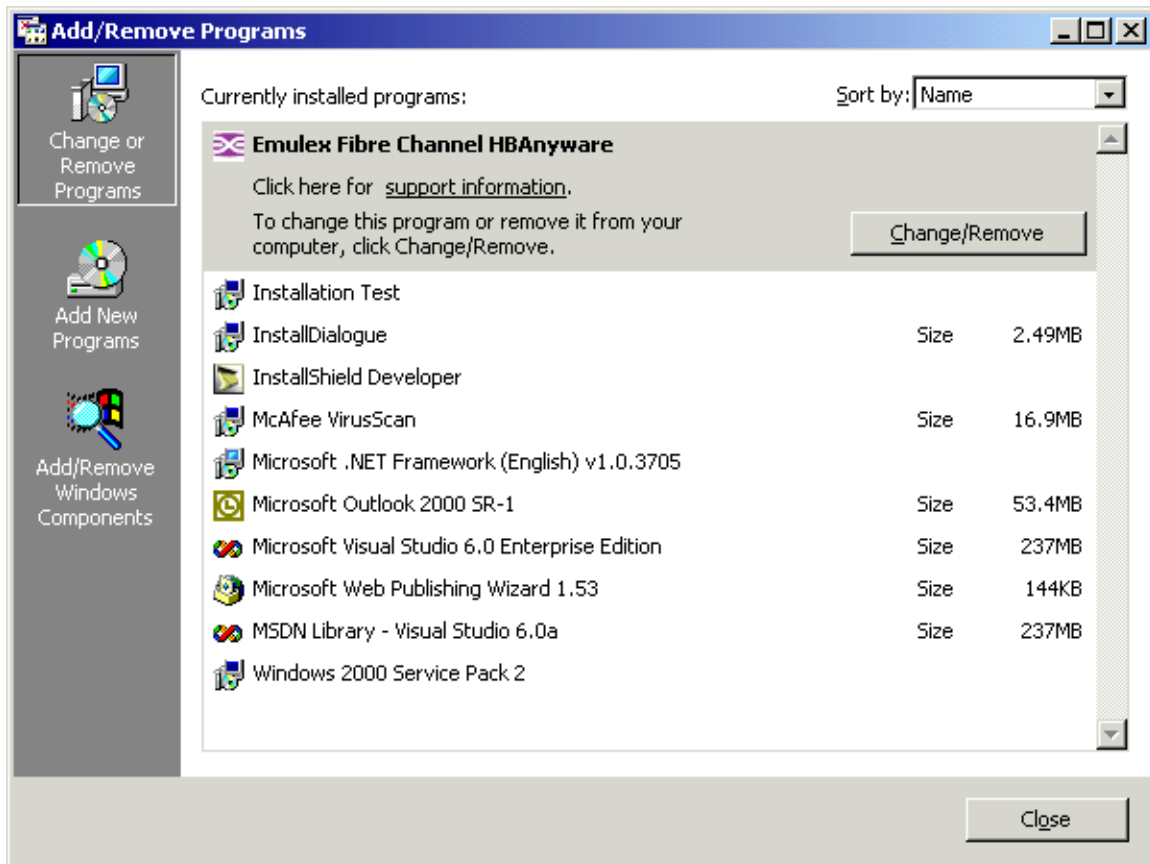 Add/Remove Programs
Change or
Remove
Programs
Add New
Programs
Add/Remove
Windows
Components
Currently installed programs:
Sort by: Name
Emulex Fibre Channel HBAnyware
Click here for support information.
To change this program or remove it from your
computer, click Change/Remove.
Change/Remove
Installation Test
InstallDialogue Size 2.49MB
InstallShield Developer
McAfee VirusScan Size 16.9MB
Microsoft .NET Framework (English) v1.0.3705
Microsoft Outlook 2000 SR-1 Size 53.4MB
Microsoft Visual Studio 6.0 Enterprise Edition Size 237MB
Microsoft Web Publishing Wizard 1.53 Size 144KB
MSDN Library - Visual Studio 6.0a Size 237MB
Windows 2000 Service Pack 2
Close